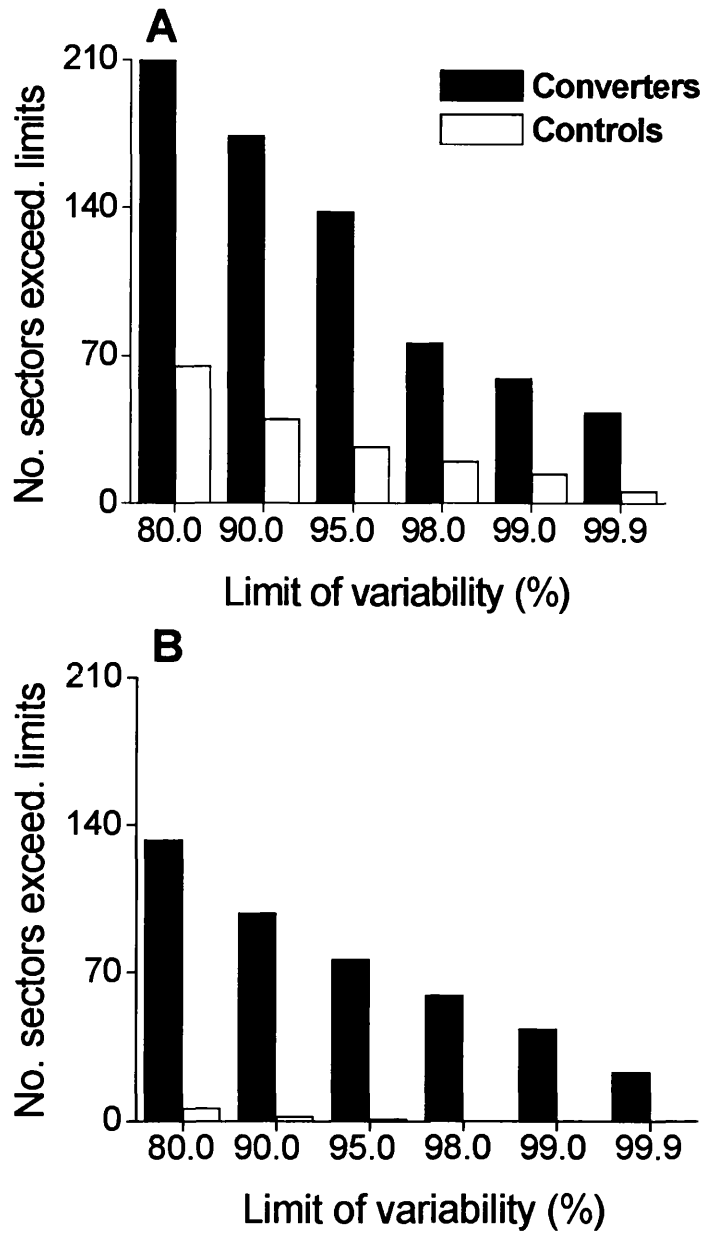 A
210
140
70
0
No. sectors exceed. limits
Converters
Controls
80.0 90.0 95.0 98.0 99.0 99.9
Limit of variability (%)
B
210
140
70
0
No. sectors exceed. limits
80.0 90.0 95.0 98.0 99.0 99.9
Limit of variability (%)